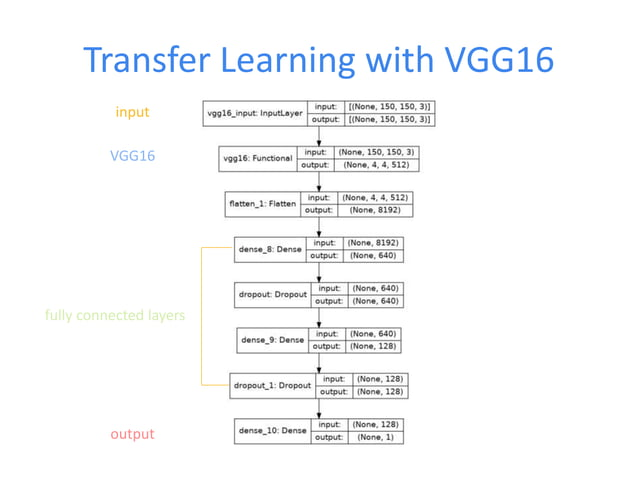 Transfer Learning with VGG16
input
vgg16_input: InputLayer
input: [(None, 150, 150, 3)]
output: [(None, 150, 150, 3)]
VGG16
vgg16: Functional
input: (None, 150, 150, 3)
output: (None, 4, 4, 512)
flatten_1: Flatten
input: (None, 4, 4, 512)
output: (None, 8192)
fully connected layers
dense_8: Dense
input: (None, 8192)
output: (None, 640)
dropout: Dropout
input: (None, 640)
output: (None, 640)
dense_9: Dense
input: (None, 640)
output: (None, 128)
dropout_1: Dropout
input: (None, 128)
output: (None, 128)
output
dense_10: Dense
input: (None, 128)
output: (None, 1)